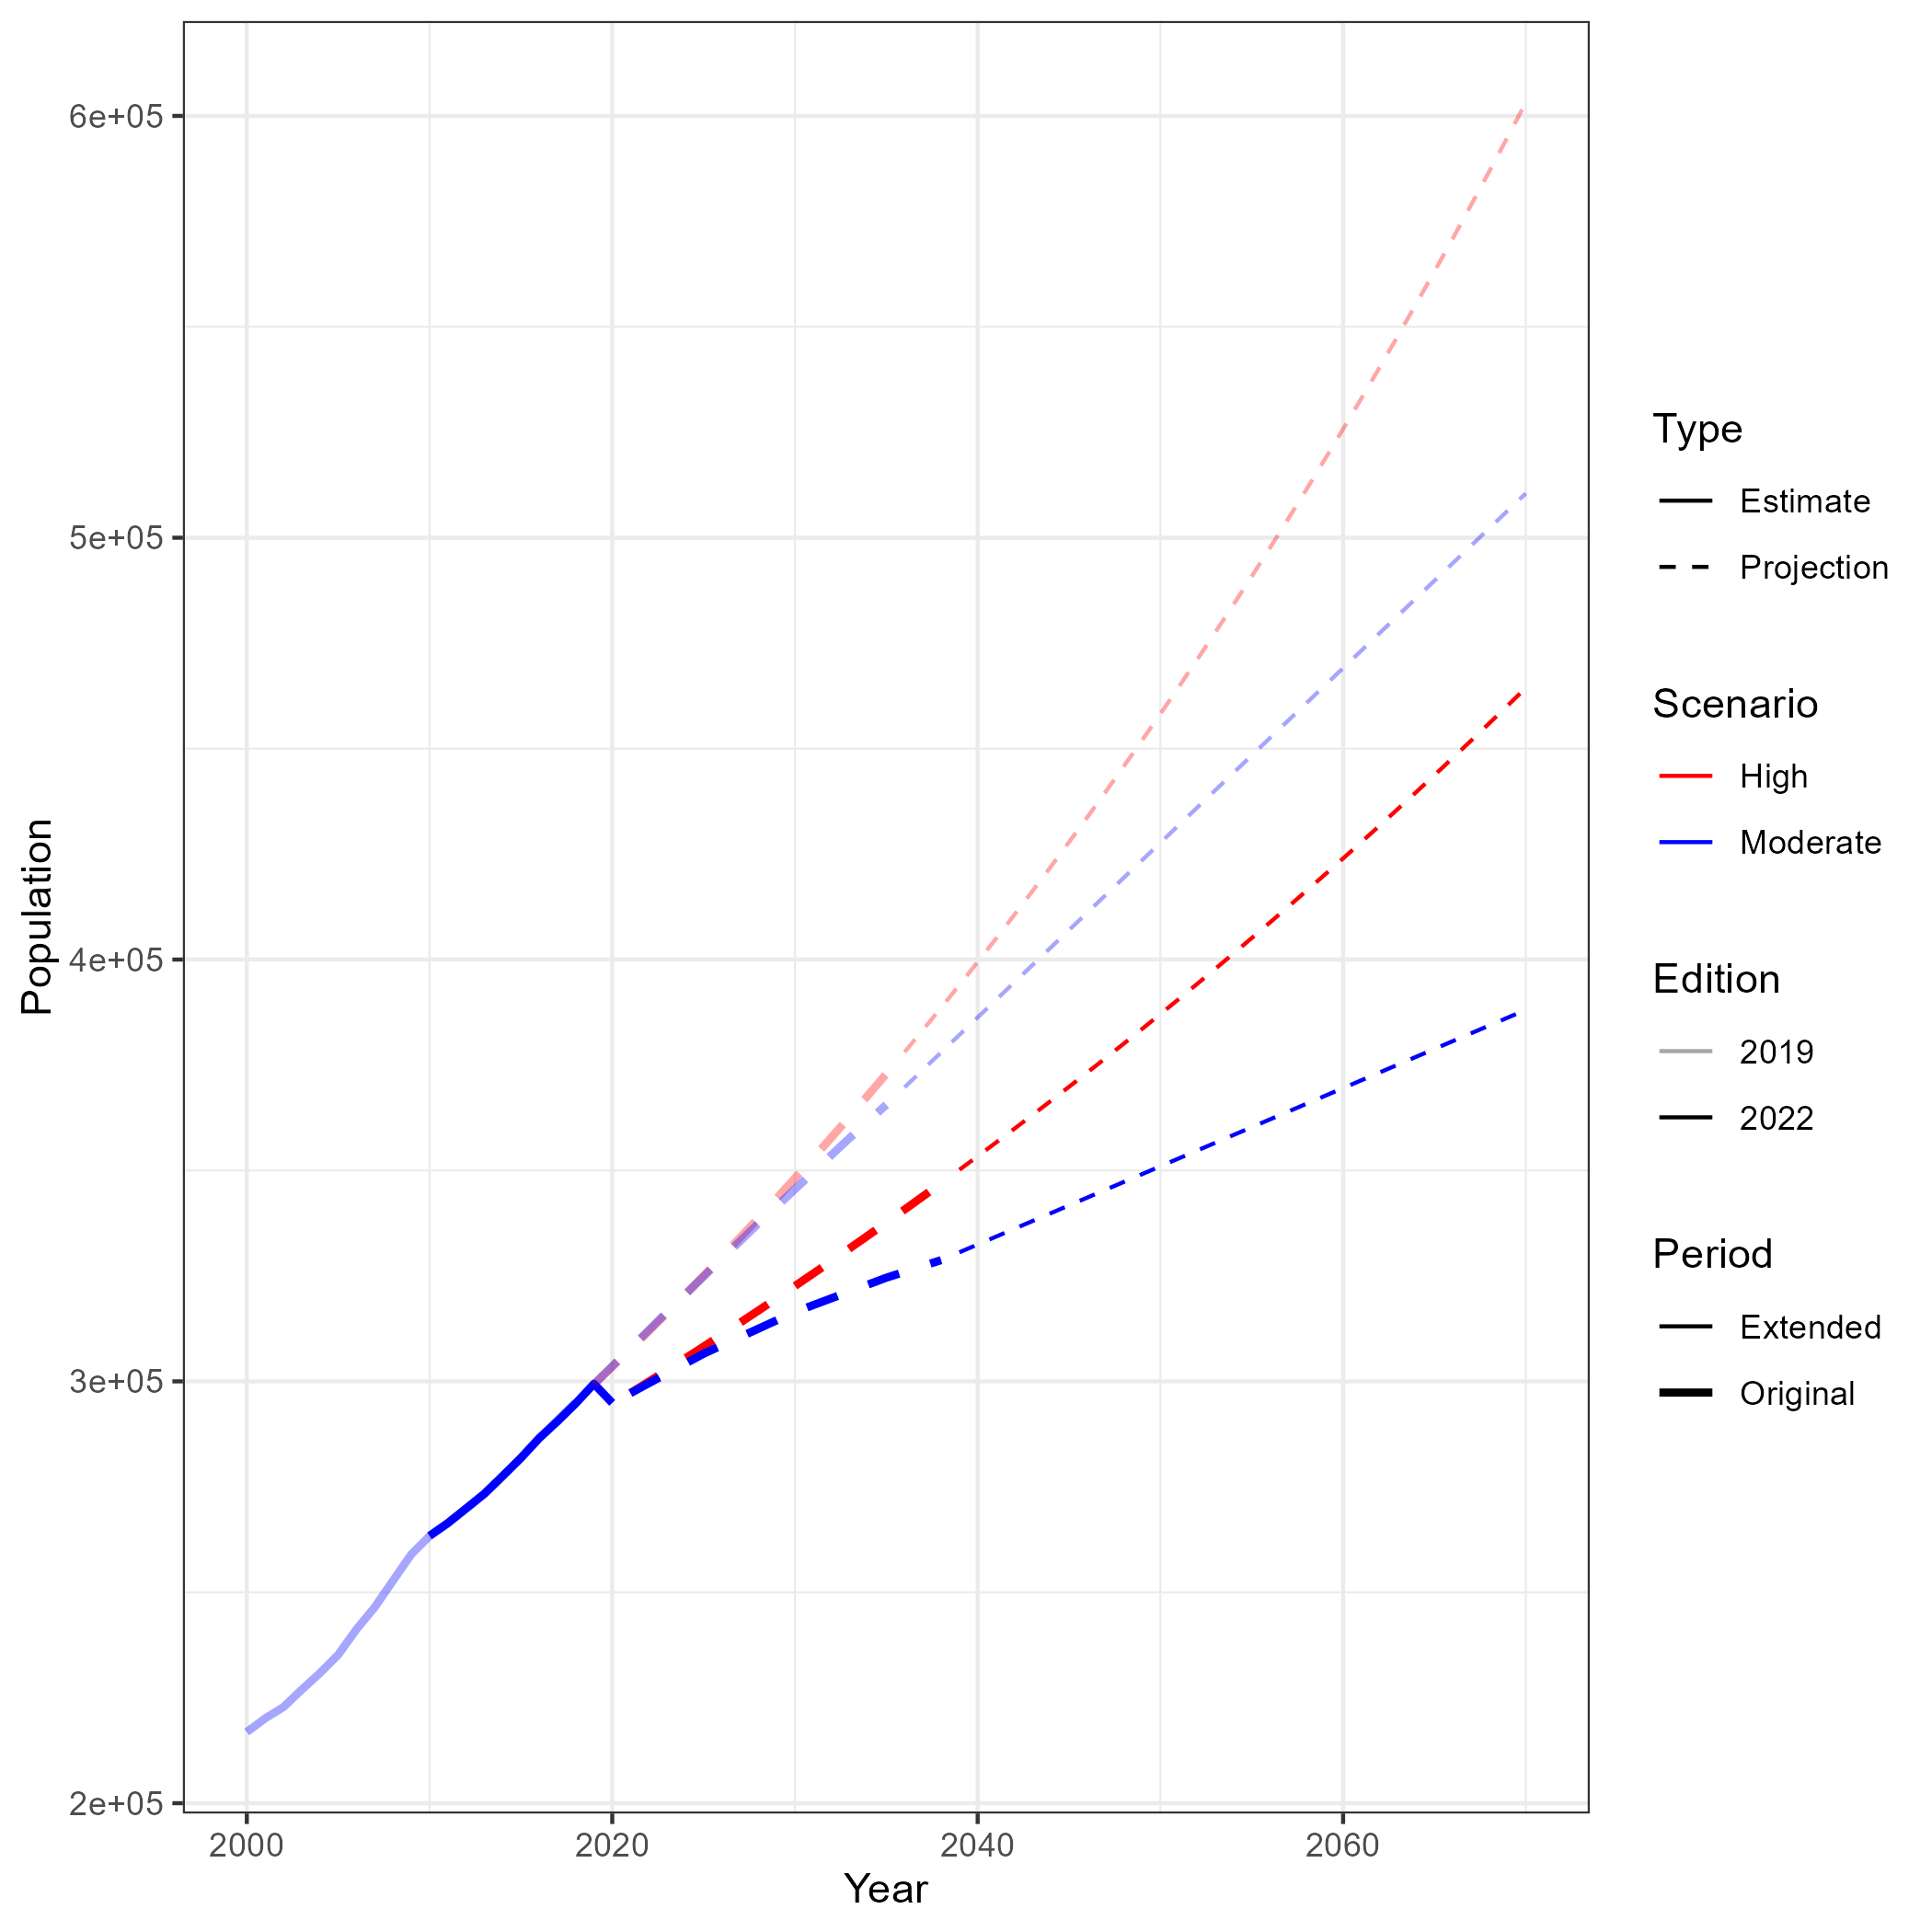 Population
6e+05
5e+05
4e+05
3e+05
2e+05
2000
2020
2040
2060
Year
Type
Estimate
Projection
Scenario
High
Moderate
Edition
2019
2022
Period
Extended
Original